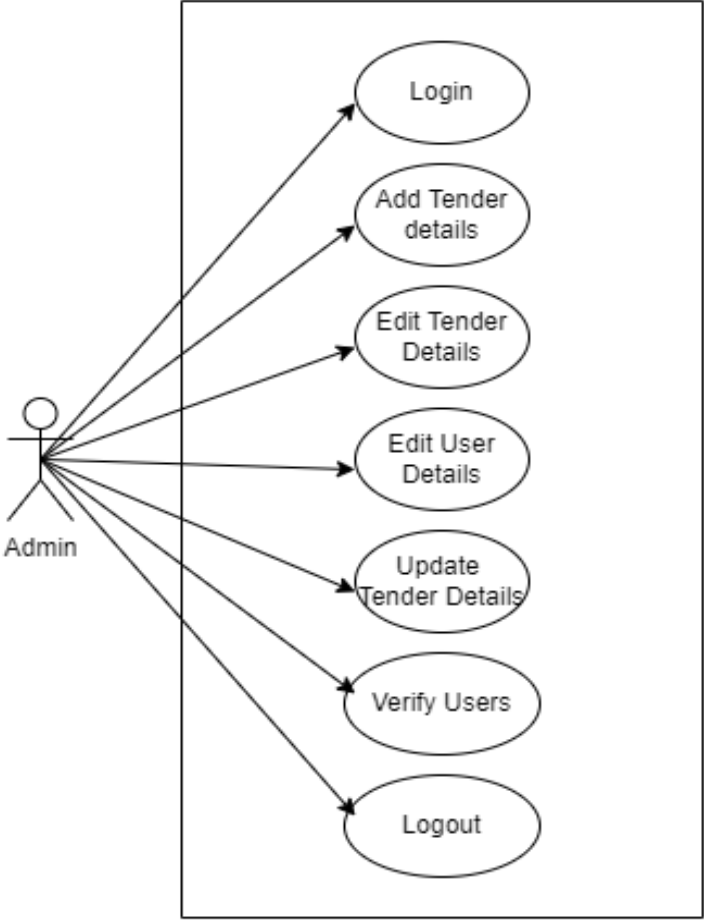 Login
Add Tender
details
Edit Tender
Details
Edit User
Details
Admin
Update
Tender Details
Verify Users
Logout